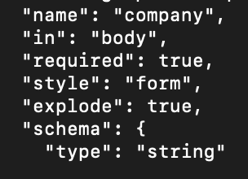 "name": "company",
"in": "body",
"required": true,
"style": "form",
"explode": true,
"schema": {
"type": "string"